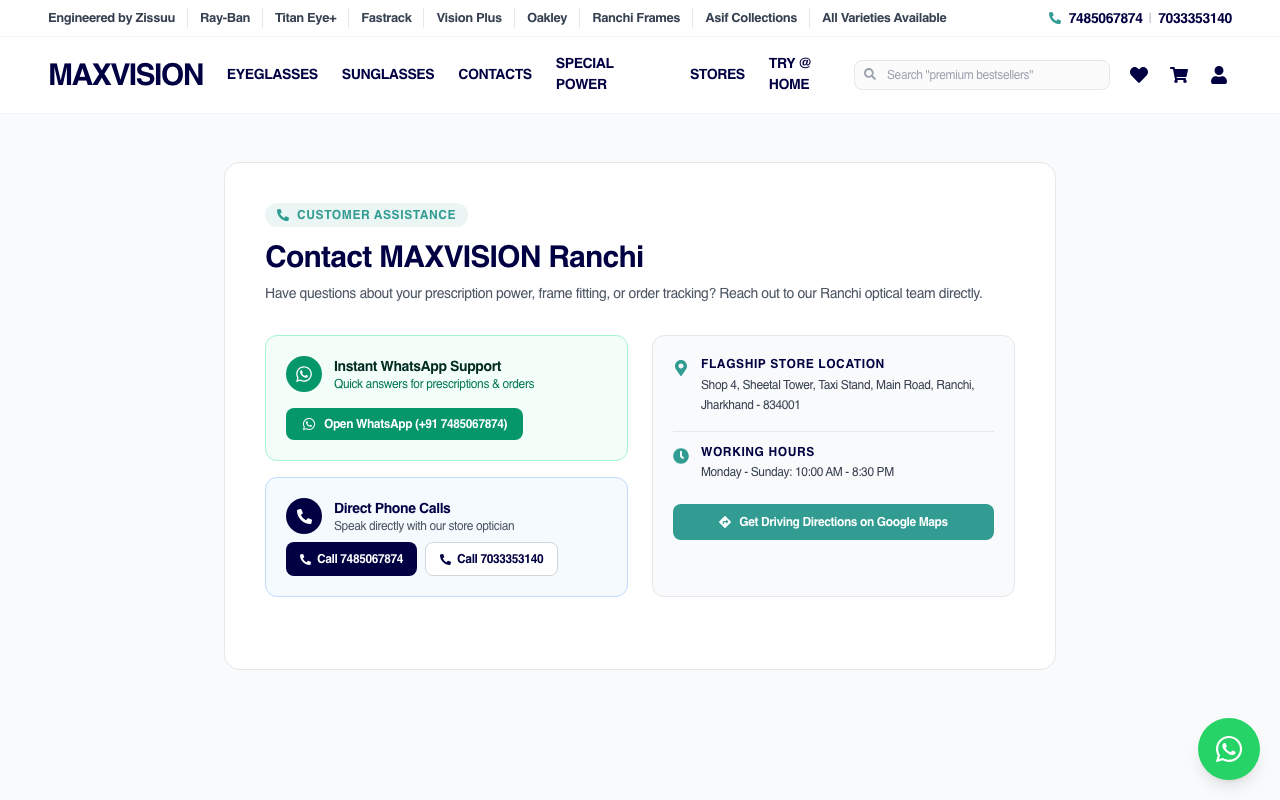 Engineered by Zissuu
Ray-Ban
Titan Eye+
Fastrack
Vision Plus
Oakley
Ranchi Frames
Asif Collections
All Varieties Available
7485067874 | 7033353140
MAXVISION
EYEGLASSES
SUNGLASSES
CONTACTS
SPECIAL
POWER
STORES
TRY @
HOME
Search "premium bestsellers"
CUSTOMER ASSISTANCE
Contact MAXVISION Ranchi
Have questions about your prescription power, frame fitting, or order tracking? Reach out to our Ranchi optical team directly.
Instant WhatsApp Support
Quick answers for prescriptions & orders
Open WhatsApp (+91 7485067874)
Direct Phone Calls
Speak directly with our store optician
Call 7485067874
Call 7033353140
FLAGSHIP STORE LOCATION
Shop 4, Sheetal Tower, Taxi Stand, Main Road, Ranchi,
Jharkhand - 834001
WORKING HOURS
Monday - Sunday: 10:00 AM - 8:30 PM
Get Driving Directions on Google Maps